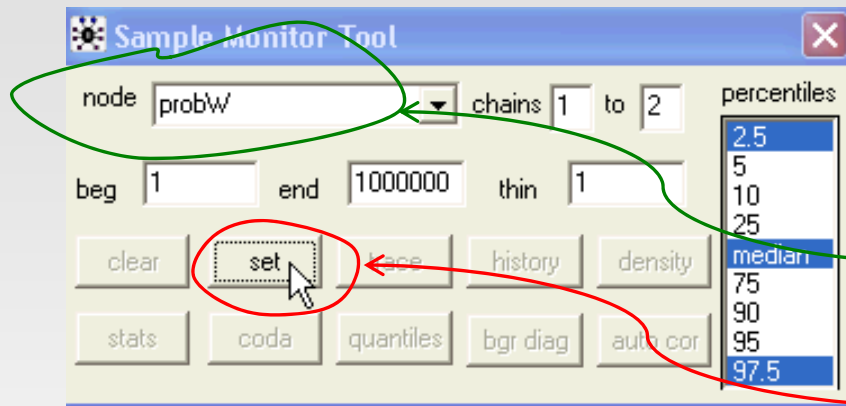 Sample Monitor Tool
node probW chains 1 to 2 percentiles
2.5
5
beg 1 end 1000000 thin 1
10
25
clear set trace history density
median
75
90
stats coda quantiles bgr diag auto cor
95
97.5